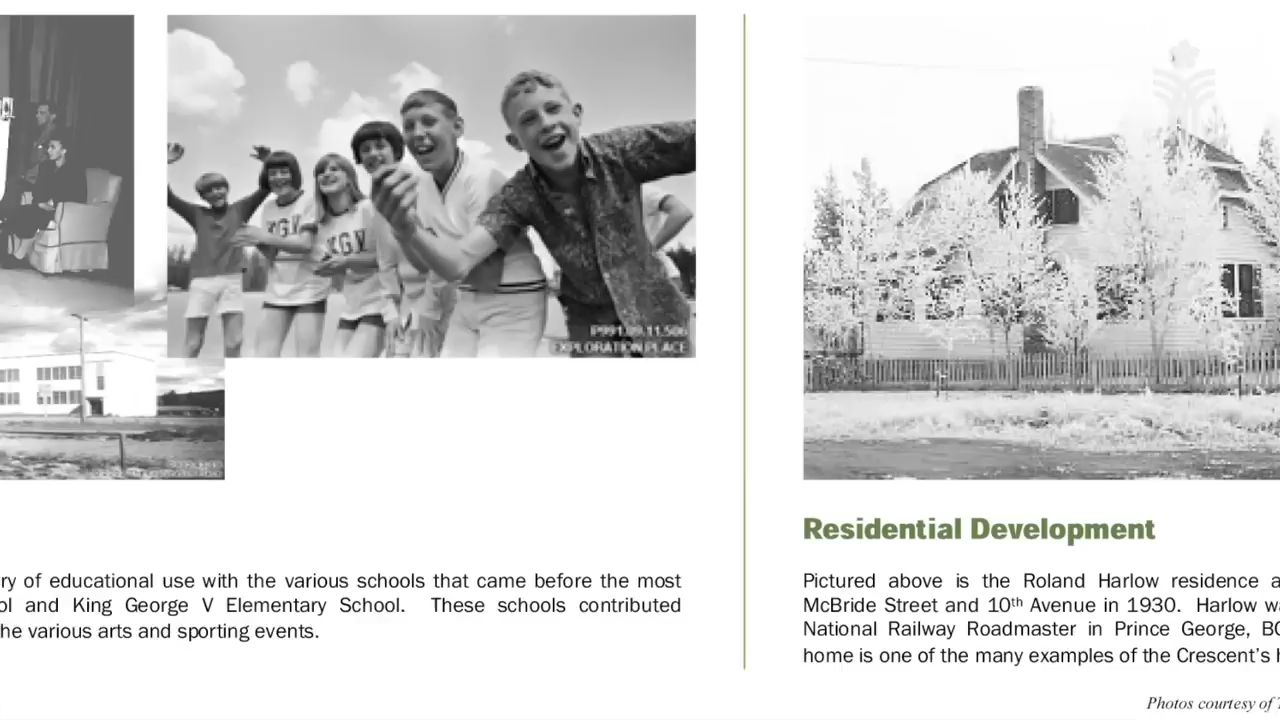 KGV
KGV
P991.09.11.506
EXPLORATION PLACE
ry of educational use with the various schools that came before the most
ol and King George V Elementary School. These schools contributed
he various arts and sporting events.
Residential Development
Pictured above is the Roland Harlow residence a
McBride Street and 10th Avenue in 1930. Harlow wa
National Railway Roadmaster in Prince George, BC
home is one of the many examples of the Crescent's h
Photos courtesy of T